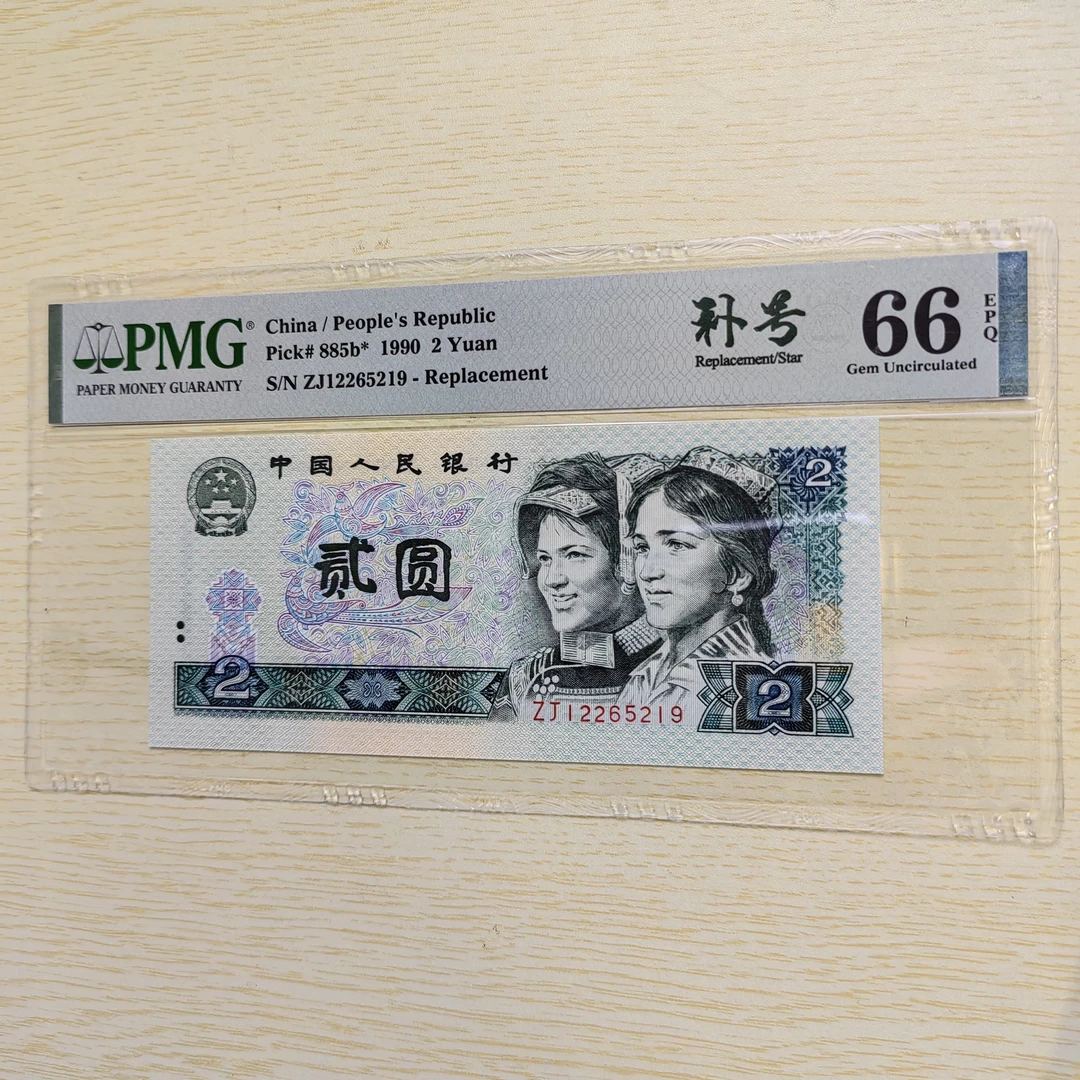 PMG®
PAPER MONEY GUARANTY
China / People's Republic
Pick# 885b* 1990 2 Yuan
S/N ZJ12265219 - Replacement
补号
Replacement/Star
66
Gem Uncirculated
EPQ
中国人民银行
2
贰圆
2
ZJ12265219
2